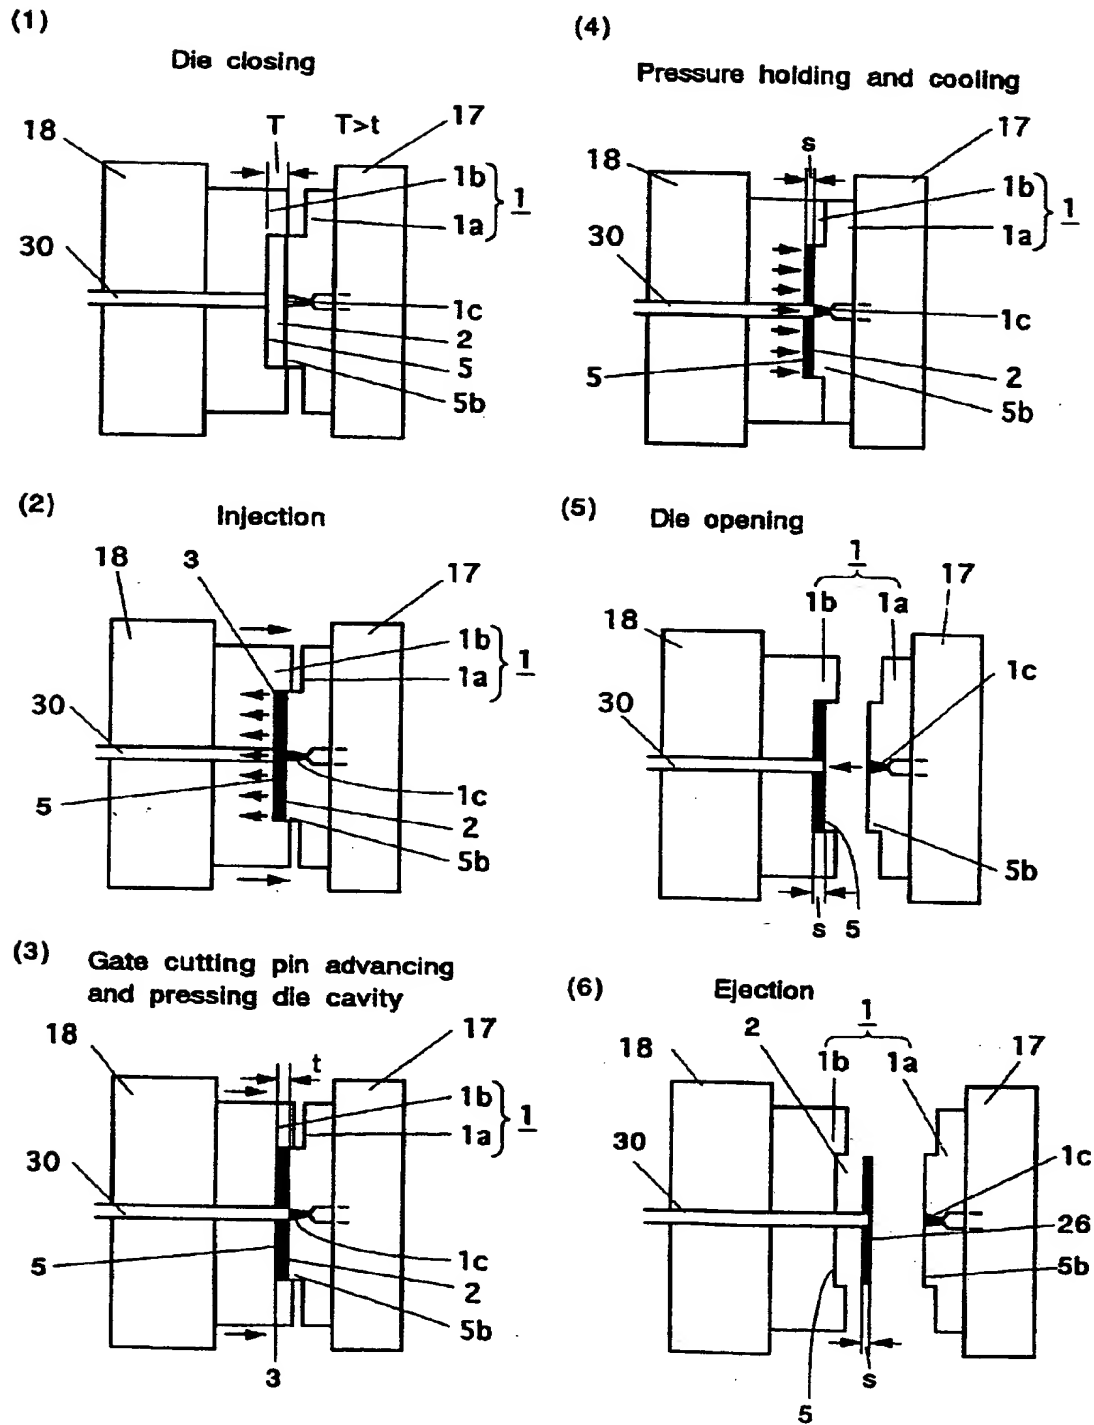 (1)
Die closing
T
T>t
17
18
1b
1a
1
30
1c
2
5
5b
(2)
Injection
18
3
17
1b
1a
1
30
5
1c
2
5b
(3)
Gate cutting pin advancing
and pressing die cavity
18
17
t
1b
1a
1
30
5
1c
2
5b
3
(4)
Pressure holding and cooling
s
17
18
1b
1a
1
30
1c
5
2
5b
(5)
Die opening
1
17
1b
1a
18
1c
30
5b
s
5
(6)
Ejection
1
2
18
1b
1a
17
30
1c
26
5b
s
5